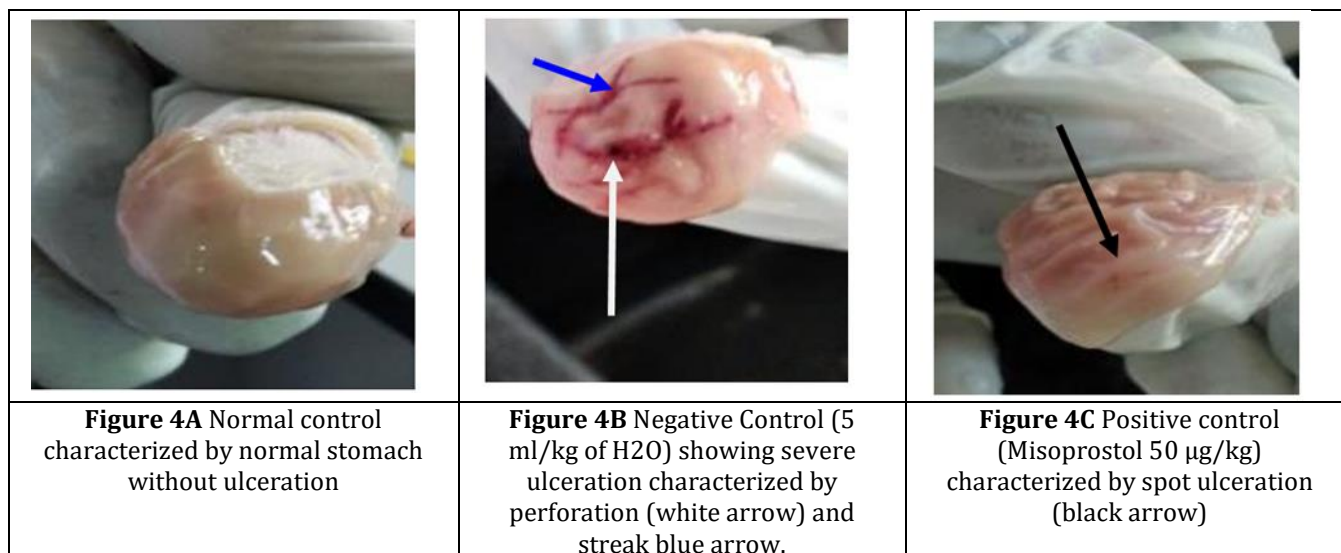 Figure 4A Normal control
characterized by normal stomach
without ulceration
Figure 4B Negative Control (5
ml/kg of H2O) showing severe
ulceration characterized by
perforation (white arrow) and
streak blue arrow.
Figure 4C Positive control
(Misoprostol 50 μg/kg)
characterized by spot ulceration
(black arrow)